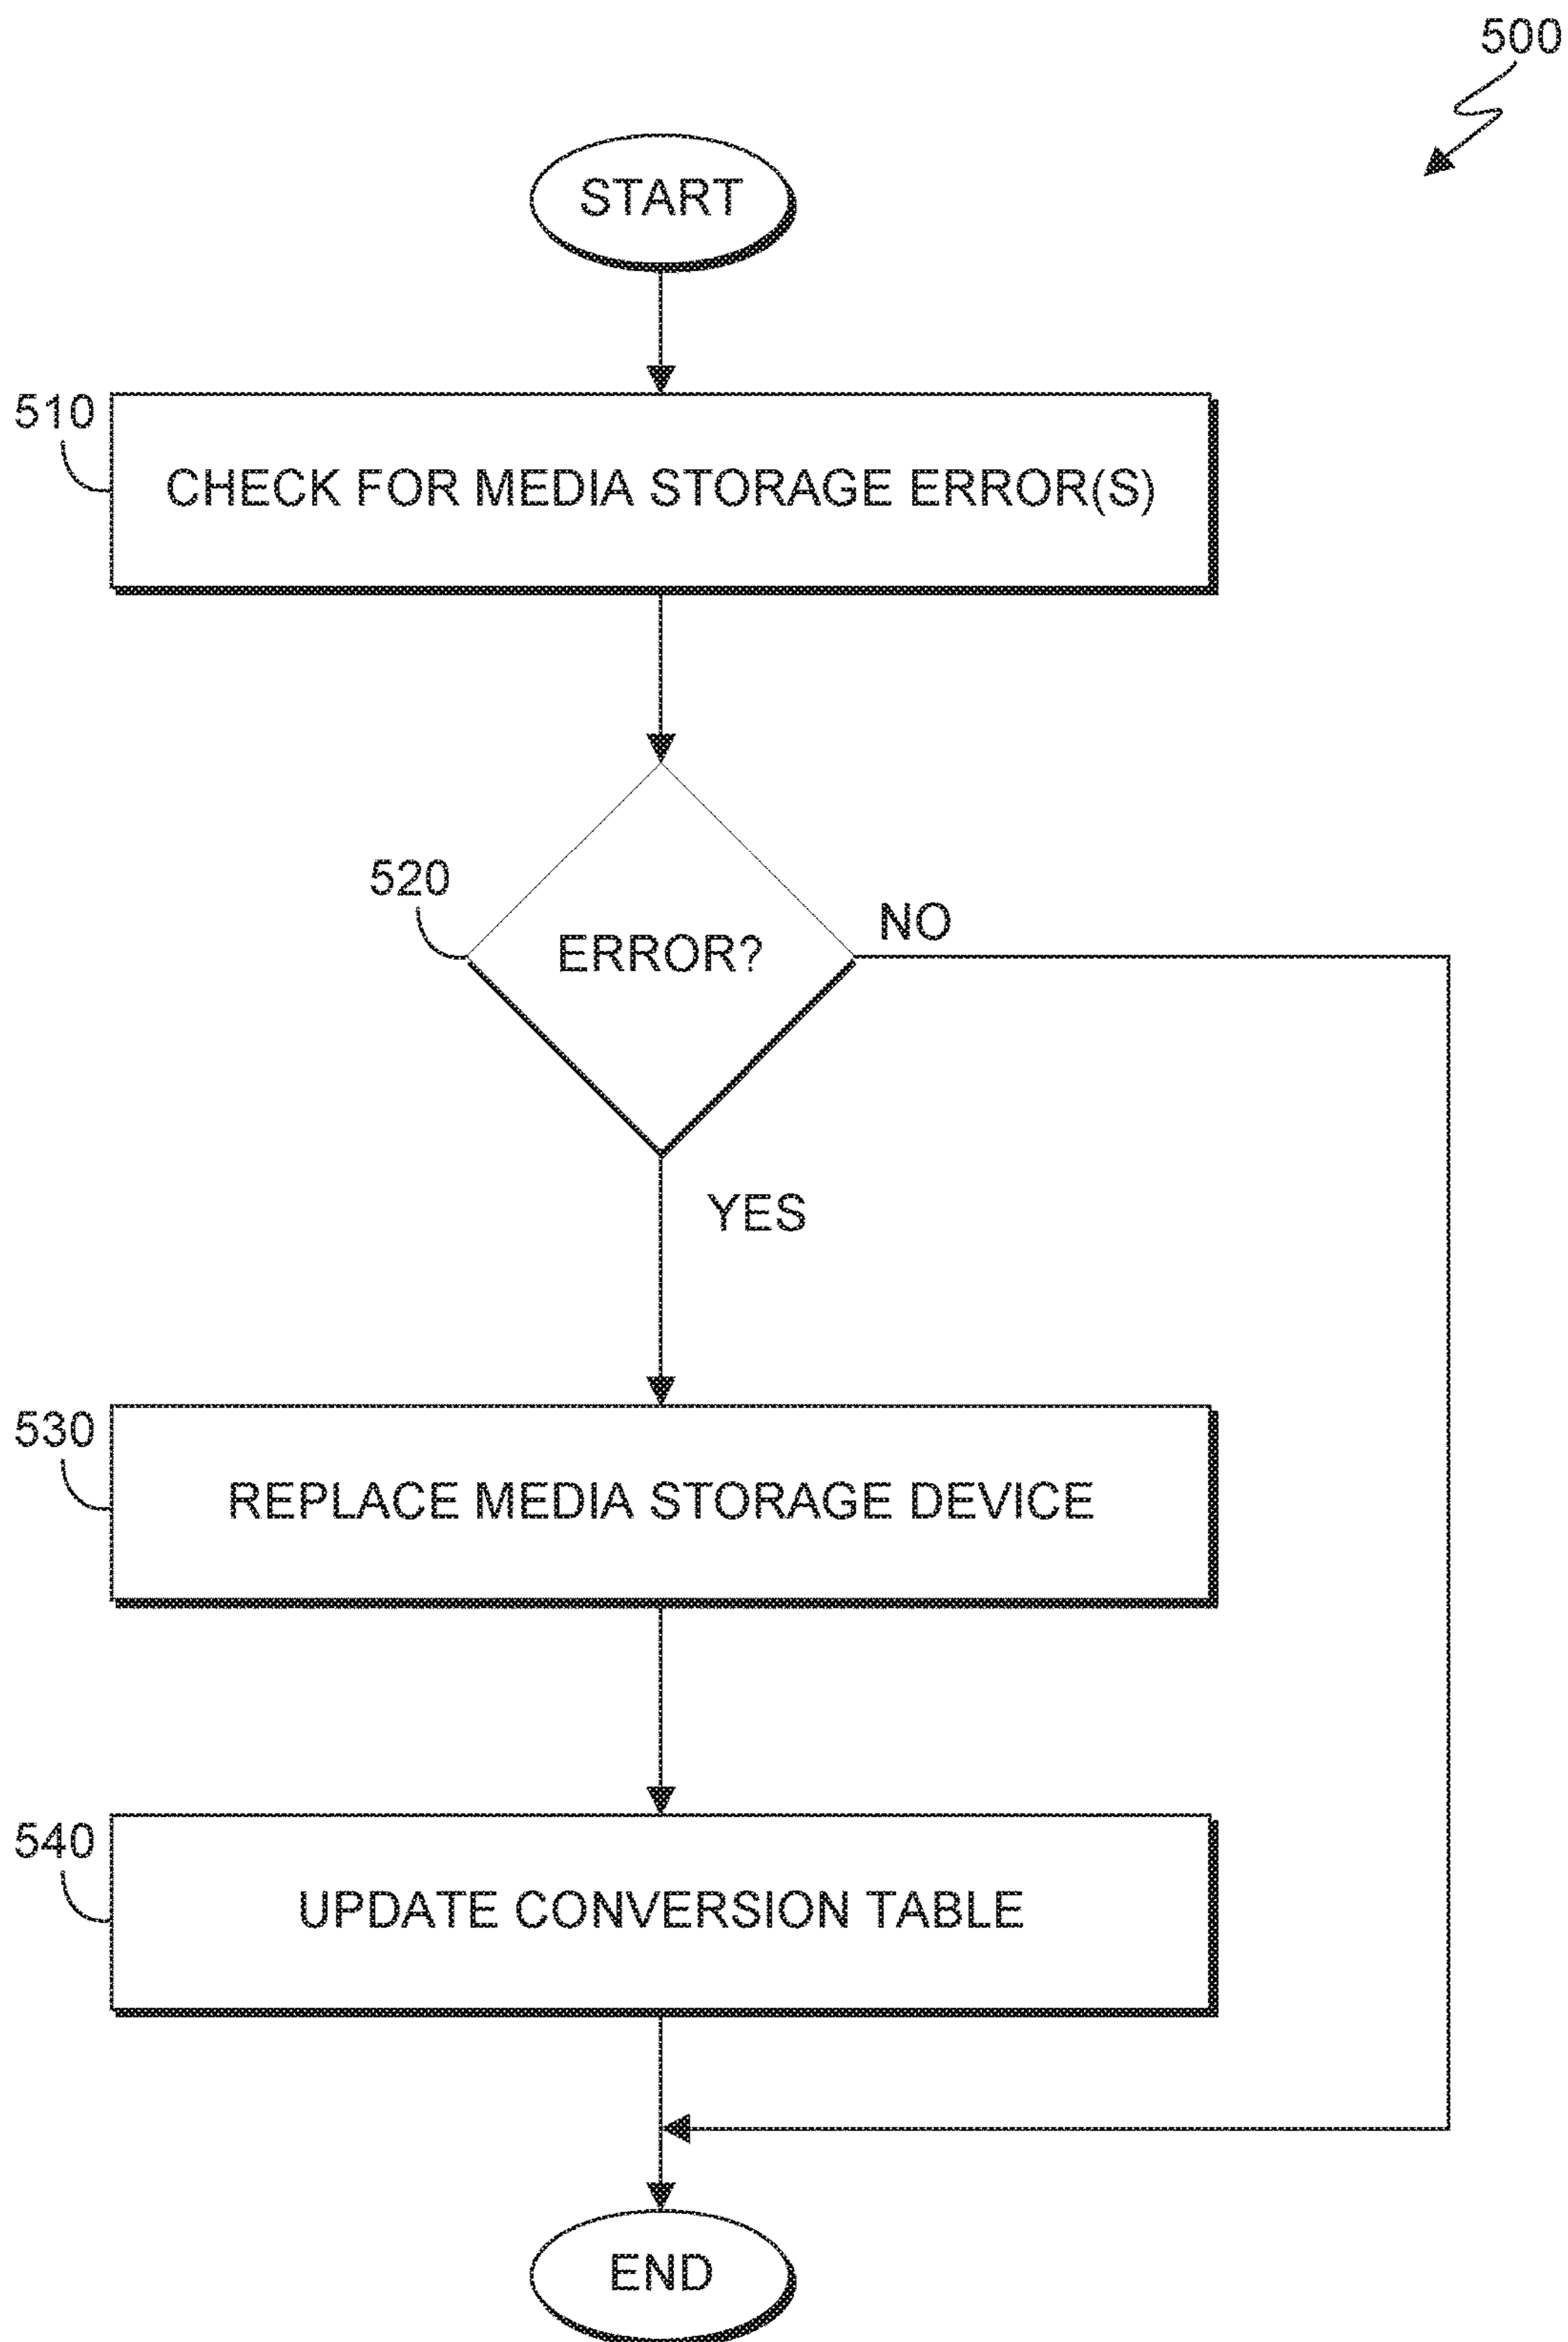 500
START
510
CHECK FOR MEDIA STORAGE ERROR(S)
520
ERROR?
NO
YES
530
REPLACE MEDIA STORAGE DEVICE
540
UPDATE CONVERSION TABLE
END